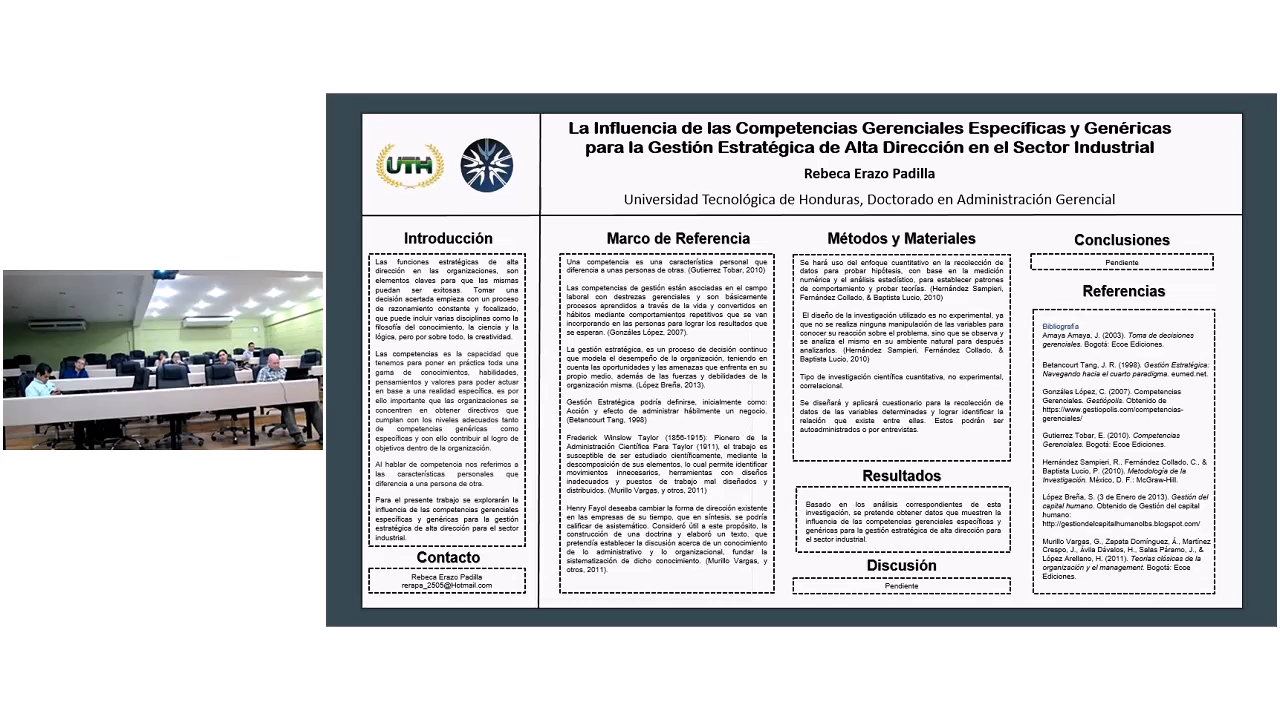 UTH
La Influencia de las Competencias Gerenciales Específicas y Genéricas
para la Gestión Estratégica de Alta Dirección en el Sector Industrial
Rebeca Erazo Padilla
Universidad Tecnológica de Honduras, Doctorado en Administración Gerencial
Introducción
Las funciones estratégicas de alta
dirección en las organizaciones, son
elementos claves para que las mismas
puedan ser exitosas. Tomar una
decisión acertada empieza con un proceso
de razonamiento constante y focalizado,
que puede incluir varias disciplinas como la
filosofía del conocimiento, la ciencia y la
lógica, pero por sobre todo, la creatividad.
Las competencias es la capacidad que
tenemos para poner en práctica toda una
gama de conocimientos, habilidades,
pensamientos y valores para poder actuar
en base a una realidad específica, es por
ello importante que las organizaciones se
concentren en obtener directivos que
cumplan con los niveles adecuados tanto
de competencias genéricas como
específicas y con ello contribuir al logro de
objetivos dentro de la organización.
Al hablar de competencia nos referimos a
las características personales que
diferencia a una persona de otra.
Para el presente trabajo se explorarán la
influencia de las competencias gerenciales
específicas y genéricas para la gestión
estratégica de alta dirección para el sector
industrial.
Contacto
Rebeca Erazo Padilla
rerapa_2505@Hotmail.com
Marco de Referencia
Una competencia es una característica personal que
diferencia a unas personas de otras. (Gutierrez Tobar, 2010)
Las competencias de gestión están asociadas en el campo
laboral con destrezas gerenciales y son básicamente
procesos aprendidos a través de la vida y convertidos en
hábitos mediante comportamientos repetitivos que se van
incorporando en las personas para lograr los resultados que
se esperan. (Gonzáles López, 2007).
La gestión estratégica, es un proceso de decisión continuo
que modela el desempeño de la organización, teniendo en
cuenta las oportunidades y las amenazas que enfrenta en su
propio medio, además de las fuerzas y debilidades de la
organización misma. (López Breña, 2013).
Gestión Estratégica podría definirse, inicialmente como:
Acción y efecto de administrar hábilmente un negocio.
(Betancourt Tang, 1998)
Frederick Winslow Taylor (1856-1915): Pionero de la
Administración Científica Para Taylor (1911), el trabajo es
susceptible de ser estudiado científicamente, mediante la
descomposición de sus elementos, lo cual permite identificar
movimientos innecesarios, herramientas con diseños
inadecuados y puestos de trabajo mal diseñados y
distribuidos. (Murillo Vargas, y otros, 2011)
Henry Fayol deseaba cambiar la forma de dirección existente
en las empresas de su tiempo, que en síntesis, se podría
calificar de asistemático. Consideró útil a este propósito, la
construcción de una doctrina y elaboró un texto, que
pretendía establecer la discusión acerca de un conocimiento
de lo administrativo y lo organizacional, fundar la
sistematización de dicho conocimiento. (Murillo Vargas, y
otros, 2011).
Métodos y Materiales
Se hará uso del enfoque cuantitativo en la recolección de
datos para probar hipótesis, con base en la medición
numérica y el análisis estadístico, para establecer patrones
de comportamiento y probar teorías. (Hernández Sampieri,
Fernández Collado, & Baptista Lucio, 2010)
El diseño de la investigación utilizado es no experimental, ya
que no se realiza ninguna manipulación de las variables para
conocer su reacción sobre el problema, sino que se observa y
se analiza el mismo en su ambiente natural para después
analizarlos. (Hernández Sampieri, Fernández Collado, &
Baptista Lucio, 2010)
Tipo de investigación científica cuantitativa, no experimental,
correlacional.
Se diseñará y aplicará cuestionario para la recolección de
datos de las variables determinadas y lograr identificar la
relación que existe entre ellas. Estos podrán ser
autoadministrados o por entrevistas.
Resultados
Basado en los análisis correspondientes de esta
investigación, se pretende obtener datos que muestren la
influencia de las competencias gerenciales específicas y
genéricas para la gestión estratégica de alta dirección para
el sector industrial.
Discusión
Pendiente
Conclusiones
Pendiente
Referencias
Bibliografía
Amaya Amaya, J. (2003). Toma de decisiones
gerenciales. Bogotá: Ecoe Ediciones.
Betancourt Tang, J. R. (1998). Gestión Estratégica:
Navegando hacia el cuarto paradigma. eumed.net.
Gonzáles López, C. (2007). Competencias
Gerenciales. Gestiópolis. Obtenido de
https://www.gestiopolis.com/competencias-
gerenciales/
Gutierrez Tobar, E. (2010). Competencias
Gerenciales. Bogotá: Ecoe Ediciones.
Hernández Sampieri, R., Fernández Collado, C., &
Baptista Lucio, P. (2010). Metodología de la
Investigación. México, D. F.: McGraw-Hill.
López Breña, S. (3 de Enero de 2013). Gestión del
capital humano. Obtenido de Gestión del capital
humano:
http://gestiondelcapitalhumanolbs.blogspot.com/
Murillo Vargas, G., Zapata Domínguez, Á., Martínez
Crespo, J., Ávila Dávalos, H., Salas Páramo, J., &
López Arellano, H. (2011). Teorías clásicas de la
organización y el management. Bogotá: Ecoe
Ediciones.